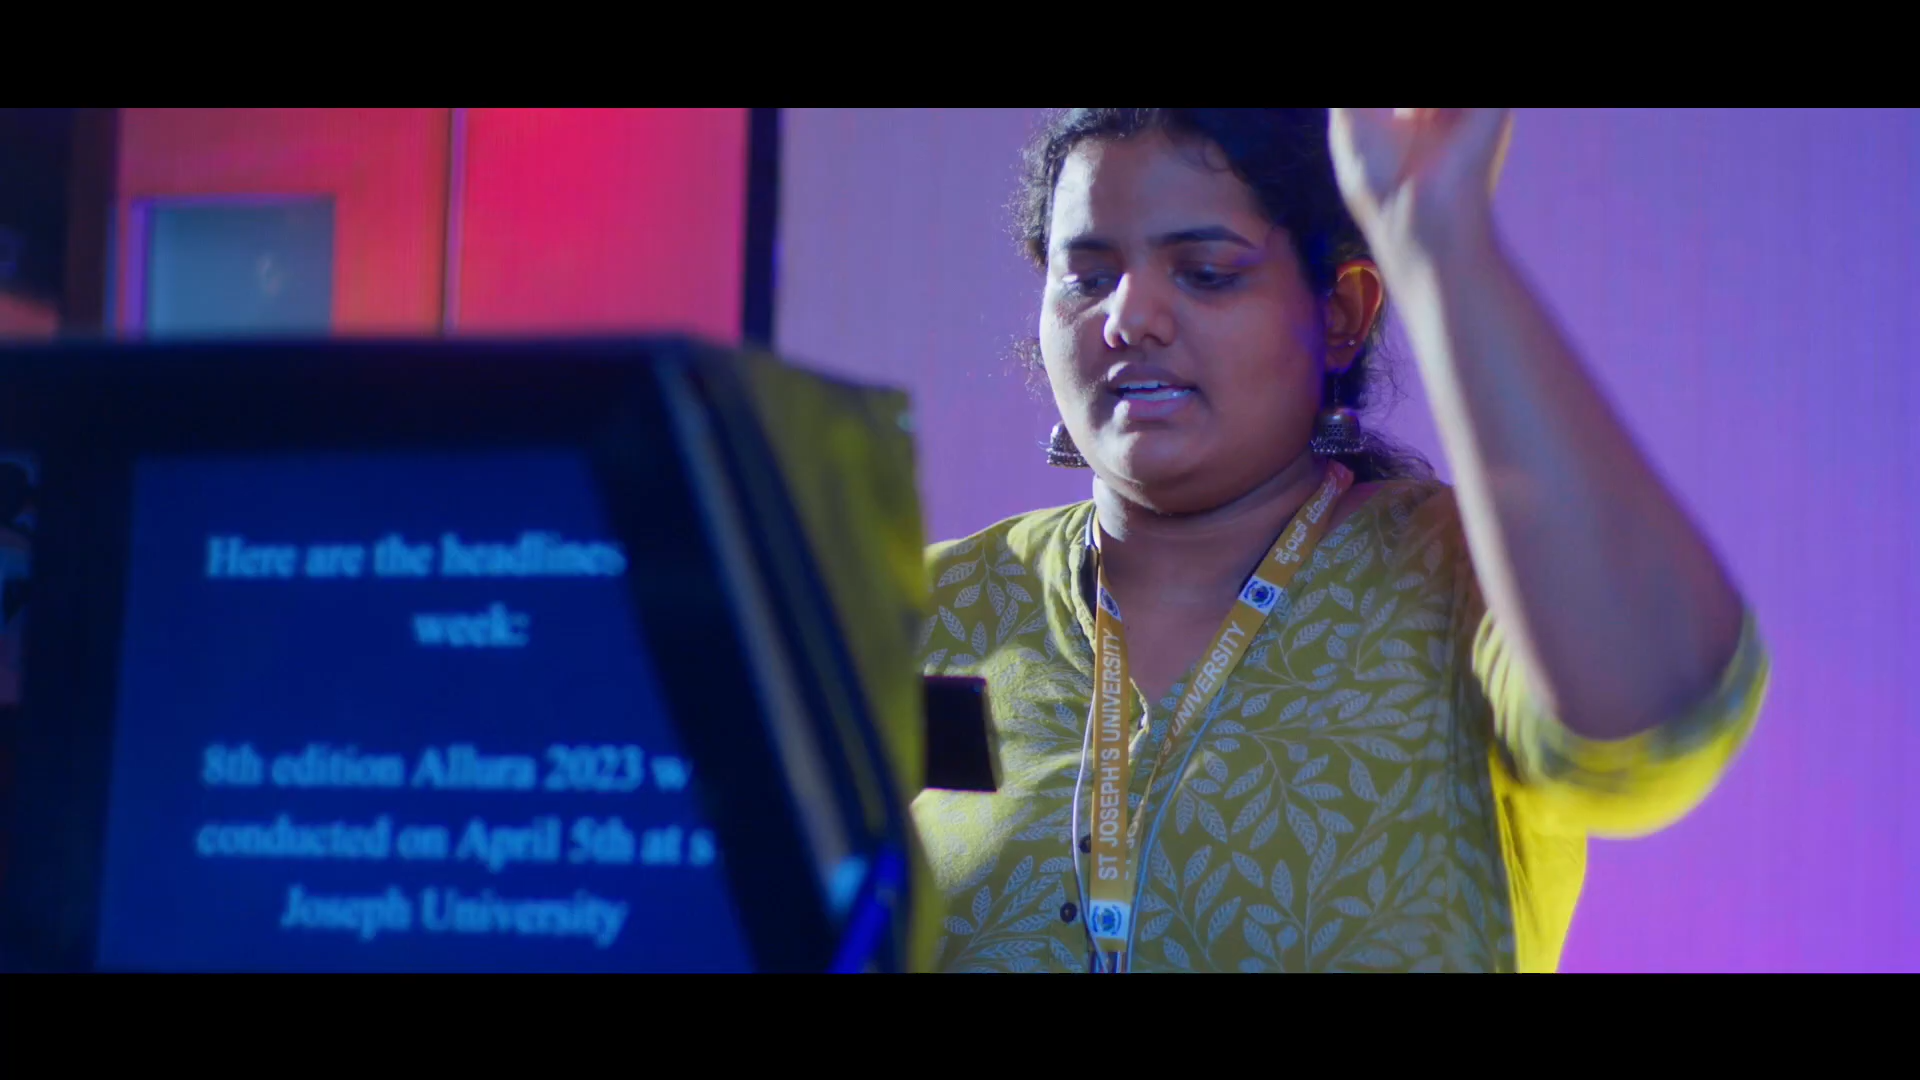 Here are the headlines
week:
8th edition Allura 2023 w
conducted on April 5th at s
Joseph University
ST JOSEPH'S UNIVERSITY
UNIVERSITY